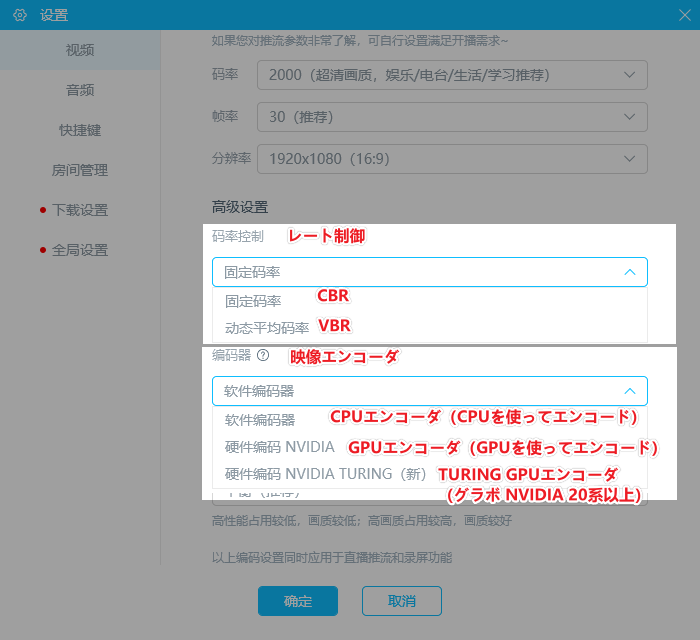 设置
视频
音频
快捷键
房间管理
下载设置
全局设置
如果您对推流参数非常了解，可自行设置满足开播需求~
码率
2000（超清画质，娱乐/电台/生活/学习推荐）
帧率
30（推荐）
分辨率
1920x1080（16:9）
高级设置
码率控制 レート制御
固定码率
固定码率 CBR
动态平均码率 VBR
编码器 ? 映像エンコーダ
软件编码器
软件编码器 CPUエンコーダ（CPUを使ってエンコード）
硬件编码 NVIDIA GPUエンコーダ（GPUを使ってエンコード）
硬件编码 NVIDIA TURING（新） TURING GPUエンコーダ
（グラボ NVIDIA 20系以上）
平衡（推荐）
高性能占用较低，画质较低；高画质占用较高，画质较好
以上编码设置同时应用于直播推流和录屏功能
确定
取消